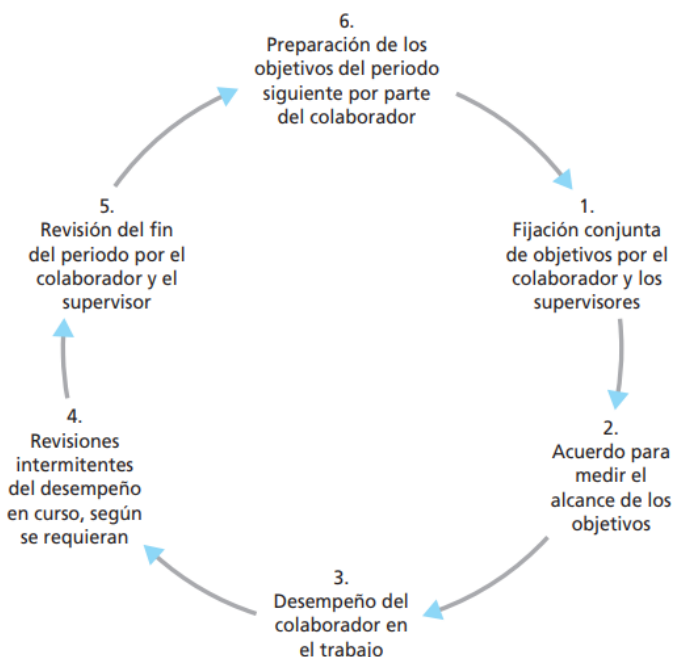 6.
Preparación de los
objetivos del periodo
siguiente por parte
del colaborador
1.
Fijación conjunta
de objetivos por el
colaborador y los
supervisores
2.
Acuerdo para
medir el
alcance de los
objetivos
3.
Desempeño del
colaborador en
el trabajo
4.
Revisiones
intermitentes
del desempeño
en curso, según
se requieran
5.
Revisión del fin
del periodo por el
colaborador y el
supervisor